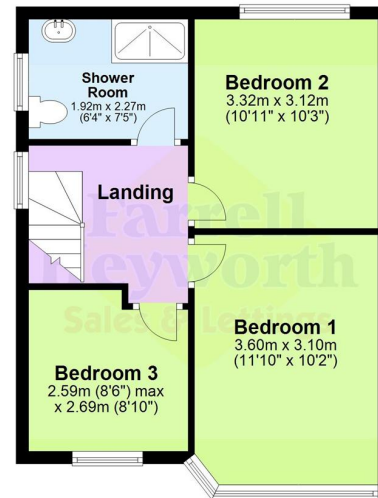 Shower
Room
1.92m x 2.27m
(6'4" x 7'5")
Bedroom 2
3.32m x 3.12m
(10'11" x 10'3")
Landing
Farrell
Heyworth
Sales & Lettings
Bedroom 1
3.60m x 3.10m
(11'10" x 10'2")
Bedroom 3
2.59m (8'6") max
x 2.69m (8'10")